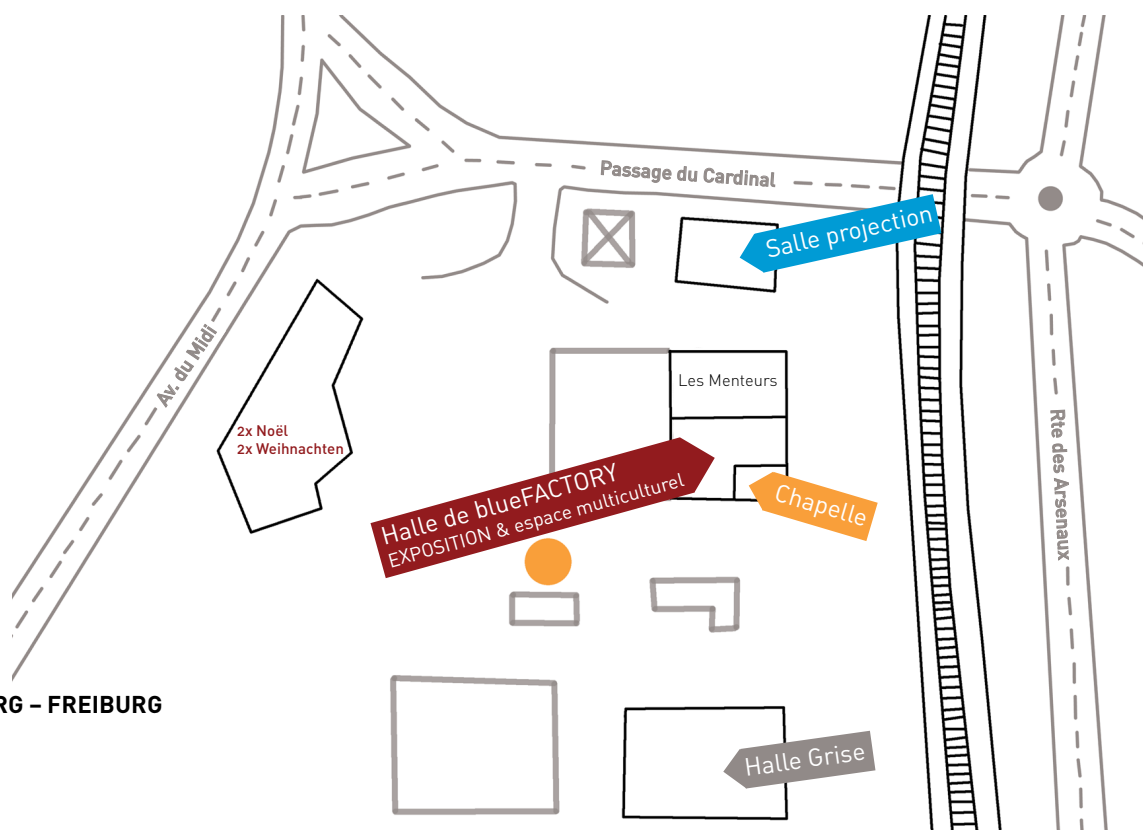 Passage du Cardinal
Salle projection
Av. du Midi
Les Menteurs
2x Noël
2x Weihnachten
Halle de blueFACTORY
EXPOSITION & espace multiculturel
Chapelle
Rte des Arsenaux
RG – FREIBURG
Halle Grise